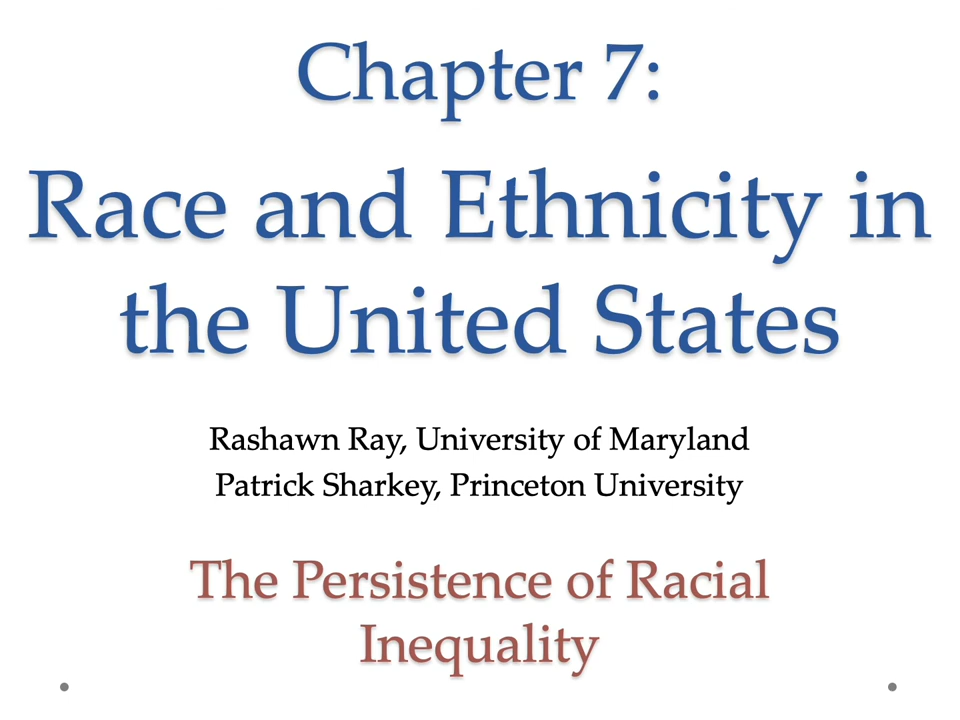 Chapter 7:
Race and Ethnicity in
the United States
Rashawn Ray, University of Maryland
Patrick Sharkey, Princeton University
The Persistence of Racial
Inequality